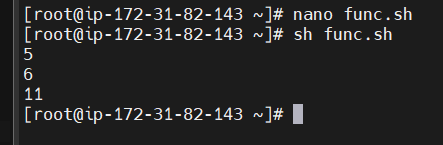 [root@ip-172-31-82-143 ~]# nano func.sh
[root@ip-172-31-82-143 ~]# sh func.sh
5
6
11
[root@ip-172-31-82-143 ~]#